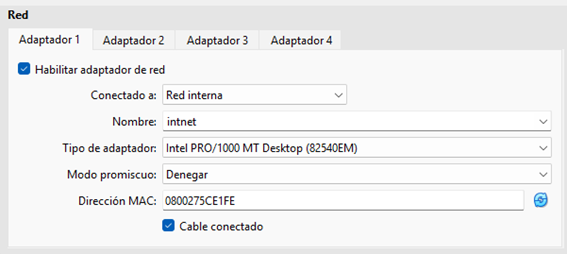 Red
Adaptador 1 Adaptador 2 Adaptador 3 Adaptador 4
Habilitar adaptador de red
Conectado a: Red interna
Nombre: intnet
Tipo de adaptador: Intel PRO/1000 MT Desktop (82540EM)
Modo promiscuo: Denegar
Dirección MAC: 0800275CE1FE
Cable conectado